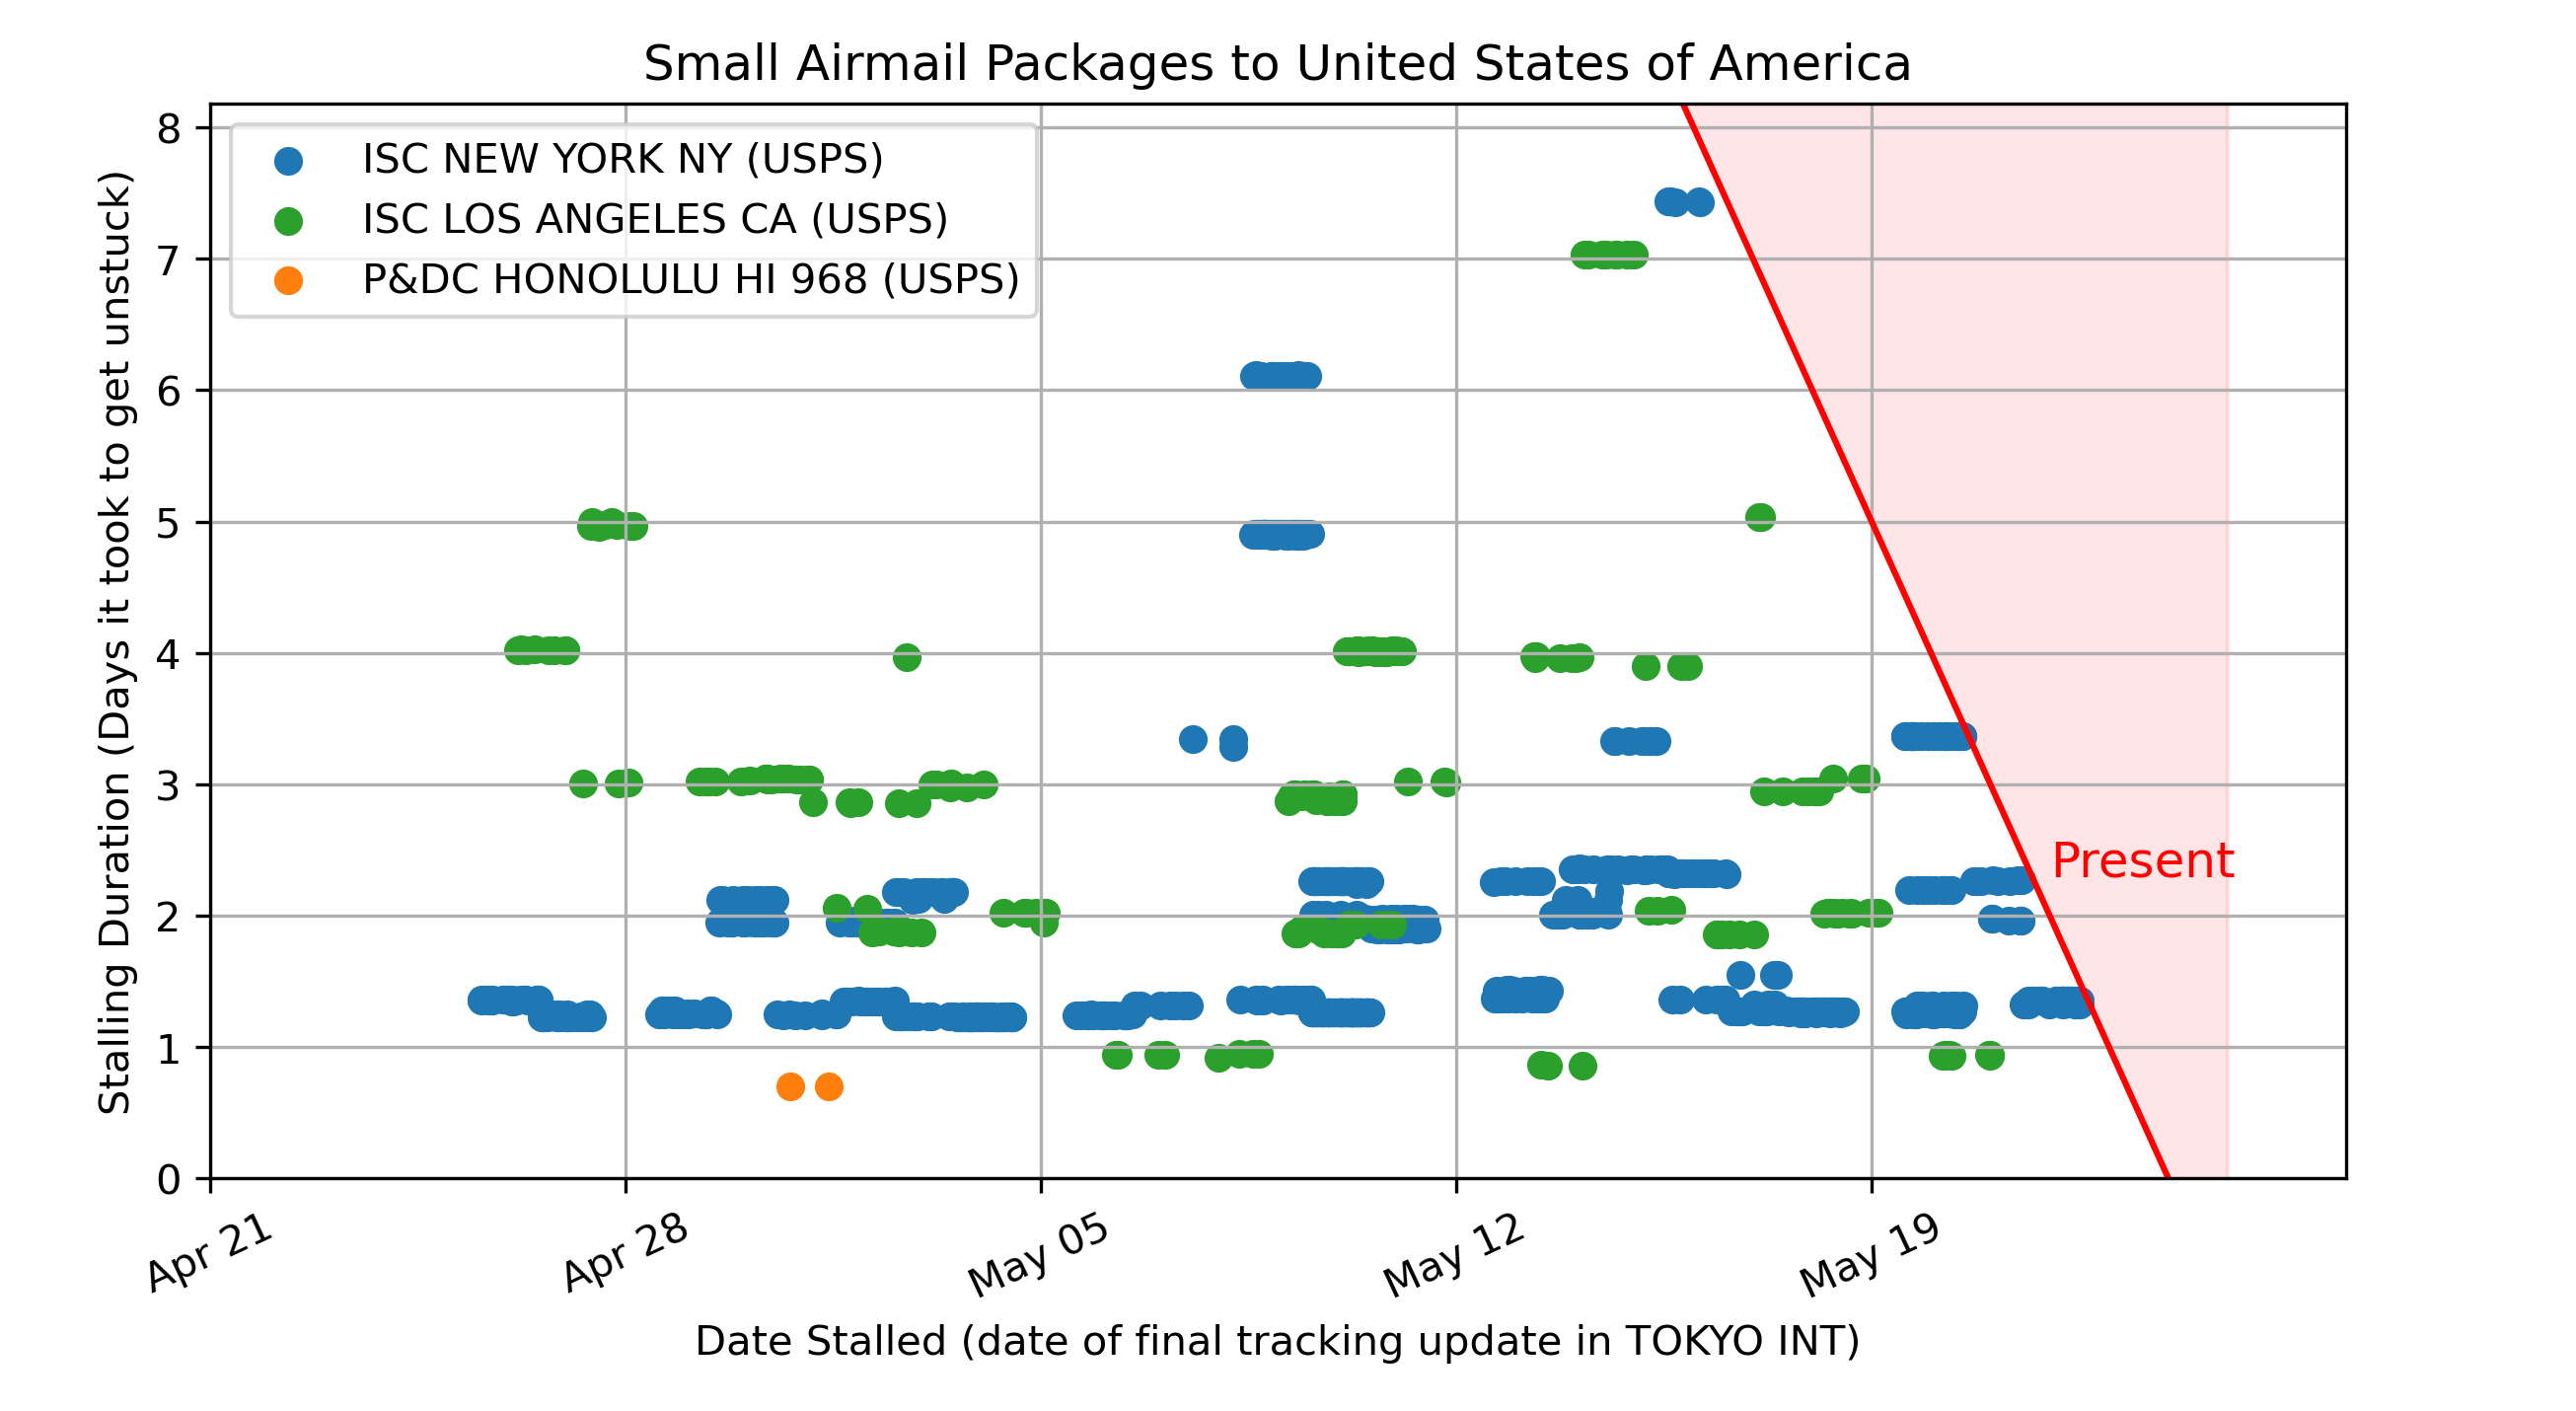 Small Airmail Packages to United States of America
Stalling Duration (Days it took to get unstuck)
8
7
6
5
4
3
2
1
0
ISC NEW YORK NY (USPS)
ISC LOS ANGELES CA (USPS)
P&DC HONOLULU HI 968 (USPS)
Present
Apr 21
Apr 28
May 05
May 12
May 19
Date Stalled (date of final tracking update in TOKYO INT)